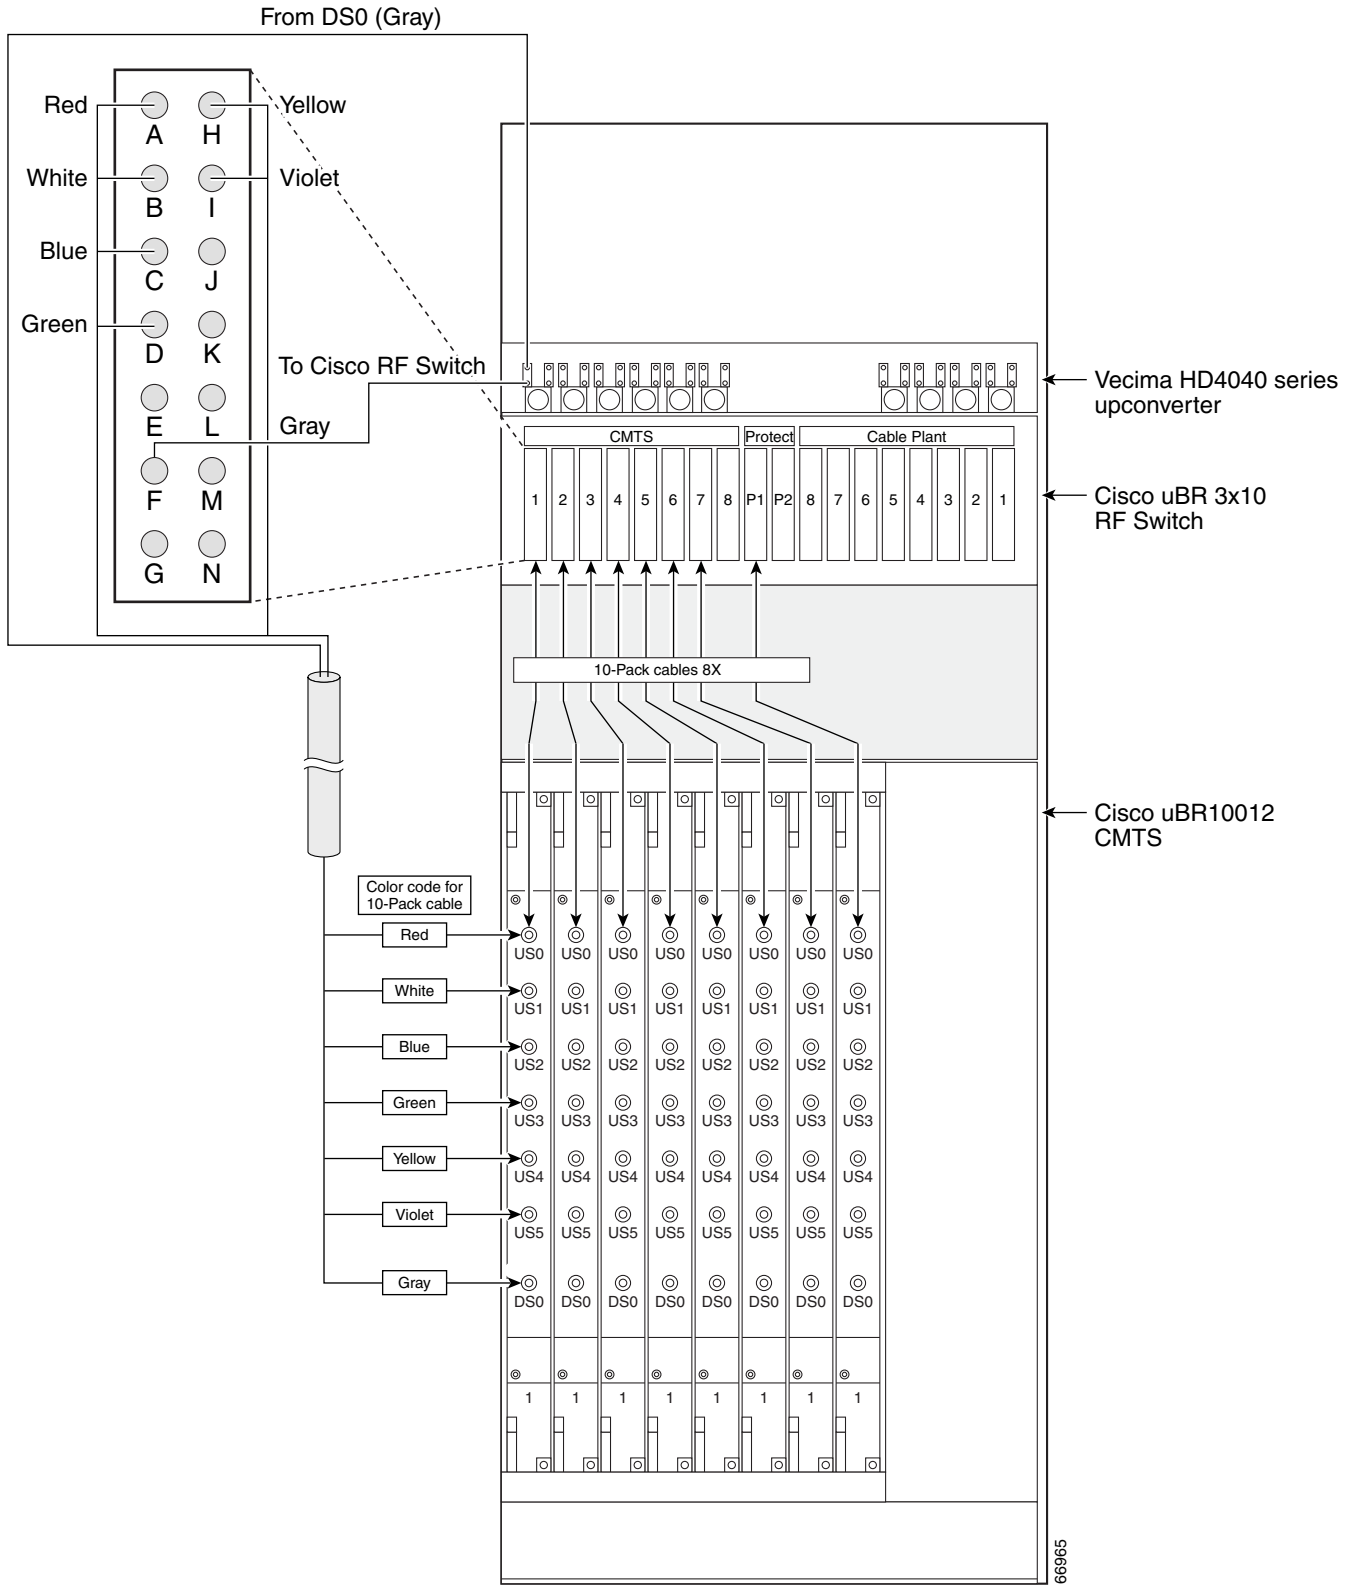 From DS0 (Gray)
Red
Yellow
A H
White
Violet
B I
Blue
C J
Green
D K
To Cisco RF Switch
E L
Gray
F M
G N
Vecima HD4040 series
upconverter
CMTS Protect Cable Plant
1 2 3 4 5 6 7 8 P1 P2 8 7 6 5 4 3 2 1
Cisco uBR 3x10
RF Switch
10-Pack cables 8X
Cisco uBR10012
CMTS
Color code for
10-Pack cable
Red
US0 US0 US0 US0 US0 US0 US0 US0
White
US1 US1 US1 US1 US1 US1 US1 US1
Blue
US2 US2 US2 US2 US2 US2 US2 US2
Green
US3 US3 US3 US3 US3 US3 US3 US3
Yellow
US4 US4 US4 US4 US4 US4 US4 US4
Violet
US5 US5 US5 US5 US5 US5 US5 US5
Gray
DS0 DS0 DS0 DS0 DS0 DS0 DS0 DS0
1 1 1 1 1 1 1 1
66965